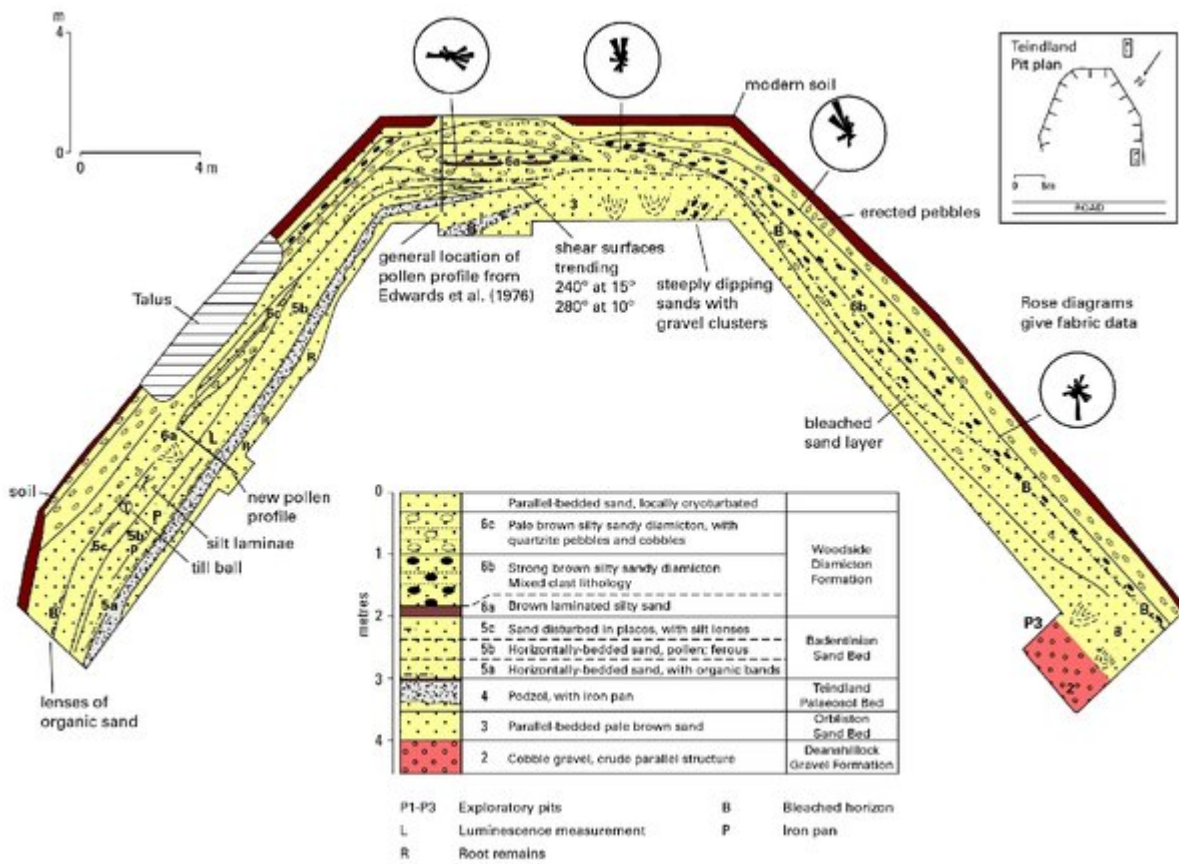 m
4
0
0
4
m
modern soil
Teindland
Pit plan
N
0
5m
ROAD
erected pebbles
6a
3
B
general location of
pollen profile from
Edwards et al. (1976)
shear surfaces
trending
240° at 15°
280° at 10°
steeply dipping
sands with
gravel clusters
Talus
6c
5b
R
6b
Rose diagrams
give fabric data
bleached
sand layer
6a
L
R
soil
new pollen
profile
silt laminae
till ball
T
P
5b
P
5c
5a
B
lenses of
organic sand
B
B
P3
2
metres
0
1
2
3
4
Parallel-bedded sand, locally cryoturbated
6c Pale brown silty sandy diamicton, with
quartzite pebbles and cobbles
6b Strong brown silty sandy diamicton
Mixed clast lithology
6a Brown laminated silty sand
Woodside
Diamicton
Formation
5c Sand disturbed in places, with silt lenses
5b Horizontally-bedded sand, pollen; ferous
5a Horizontally-bedded sand, with organic bands
Badentinian
Sand Bed
4 Podzol, with iron pan
Teindland
Palaeosol Bed
3 Parallel-bedded pale brown sand
Orbliston
Sand Bed
2 Cobble gravel, crude parallel structure
Deanshillock
Gravel Formation
P1-P3 Exploratory pits
L Luminescence measurement
R Root remains
B Bleached horizon
P Iron pan